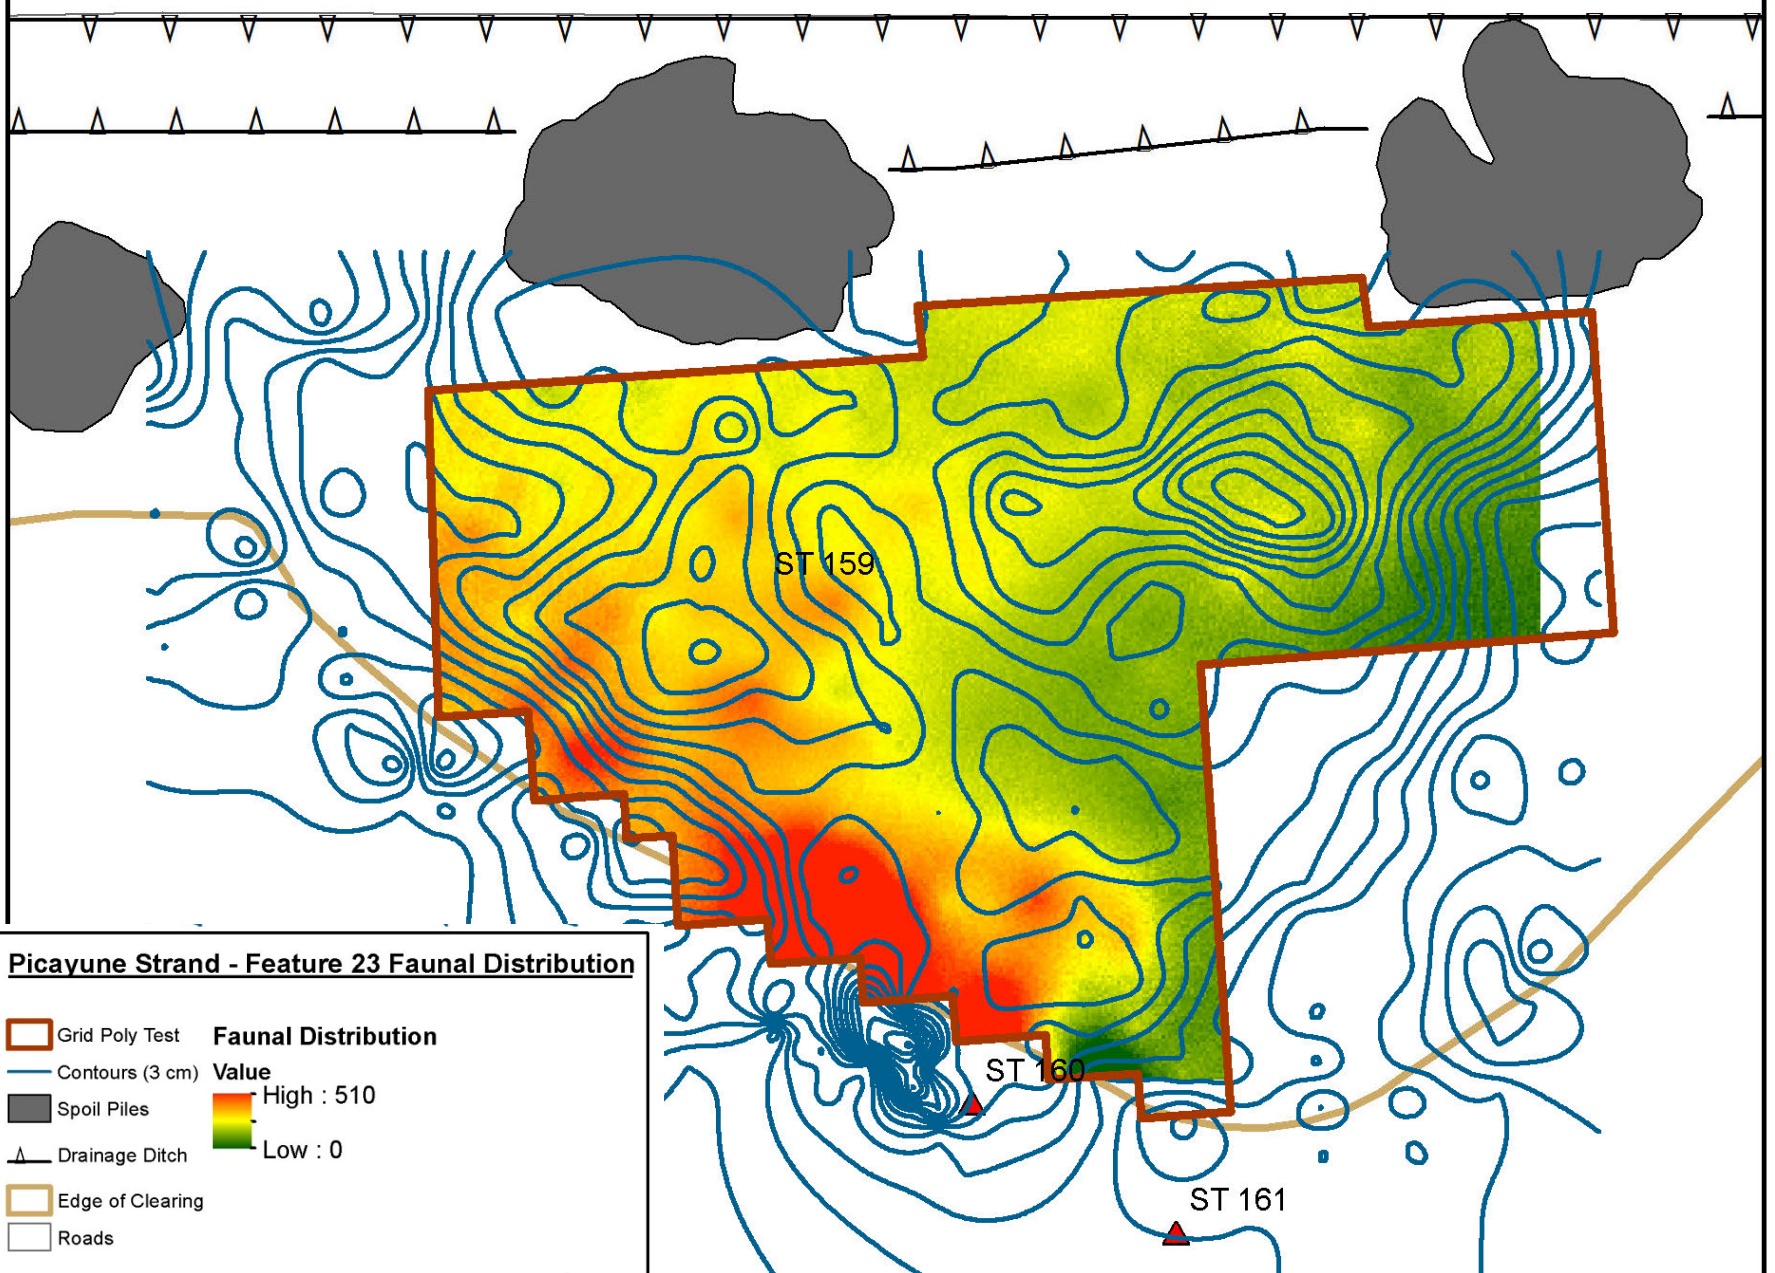 ST 159
ST 160
ST 161
Picayune Strand - Feature 23 Faunal Distribution
Grid Poly Test
Contours (3 cm)
Spoil Piles
Drainage Ditch
Edge of Clearing
Roads
Faunal Distribution
Value
High : 510
Low : 0